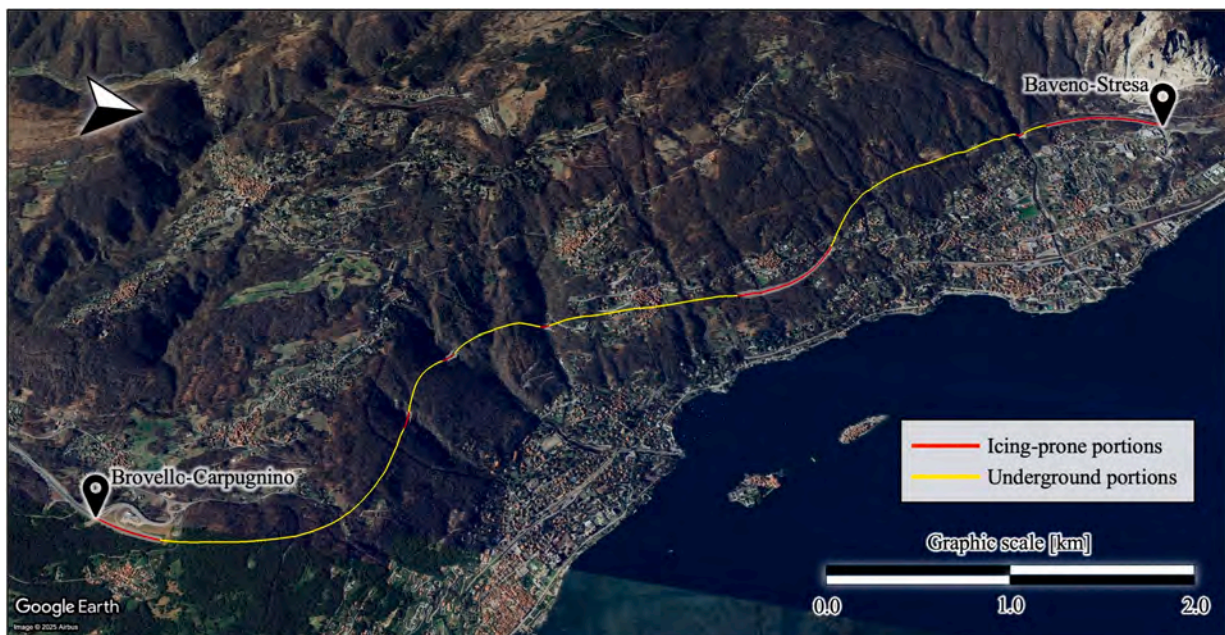 Baveno-Stresa
Brovello-Carpugnino
Icing-prone portions
Underground portions
Graphic scale [km]
0.0 1.0 2.0
Google Earth
Image © 2025 Airbus